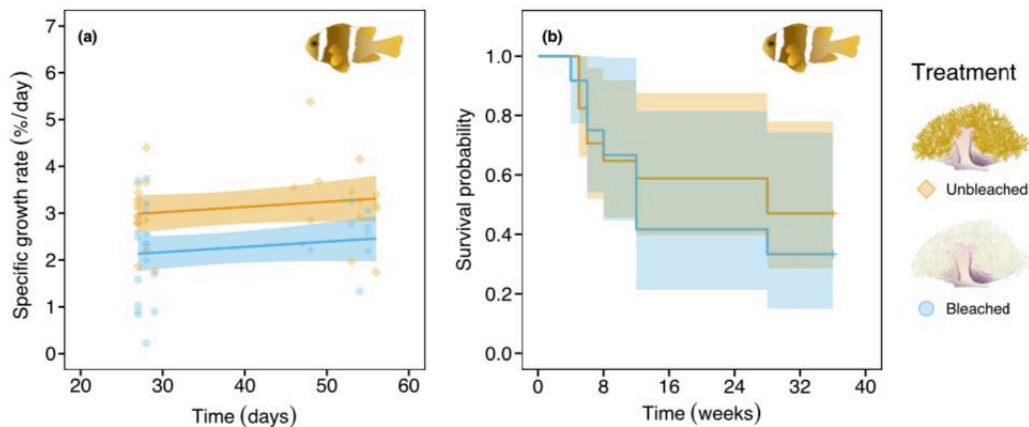 (a)
7
6
5
4
3
2
1
0
Specific growth rate (%/day)
20 30 40 50 60
Time (days)
(b)
1.0
0.8
0.6
0.4
0.2
0.0
Survival probability
0 8 16 24 32 40
Time (weeks)
Treatment
Unbleached
Bleached